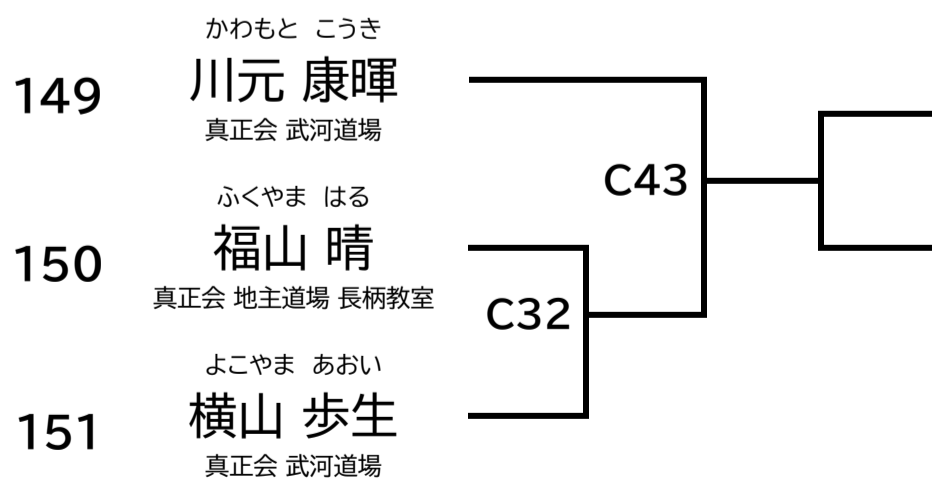 かわもと こうき
149 川元 康暉
真正会 武河道場
C43
ふくやま はる
150 福山 晴
真正会 地主道場 長柄教室
C32
よこやま あおい
151 横山 歩生
真正会 武河道場